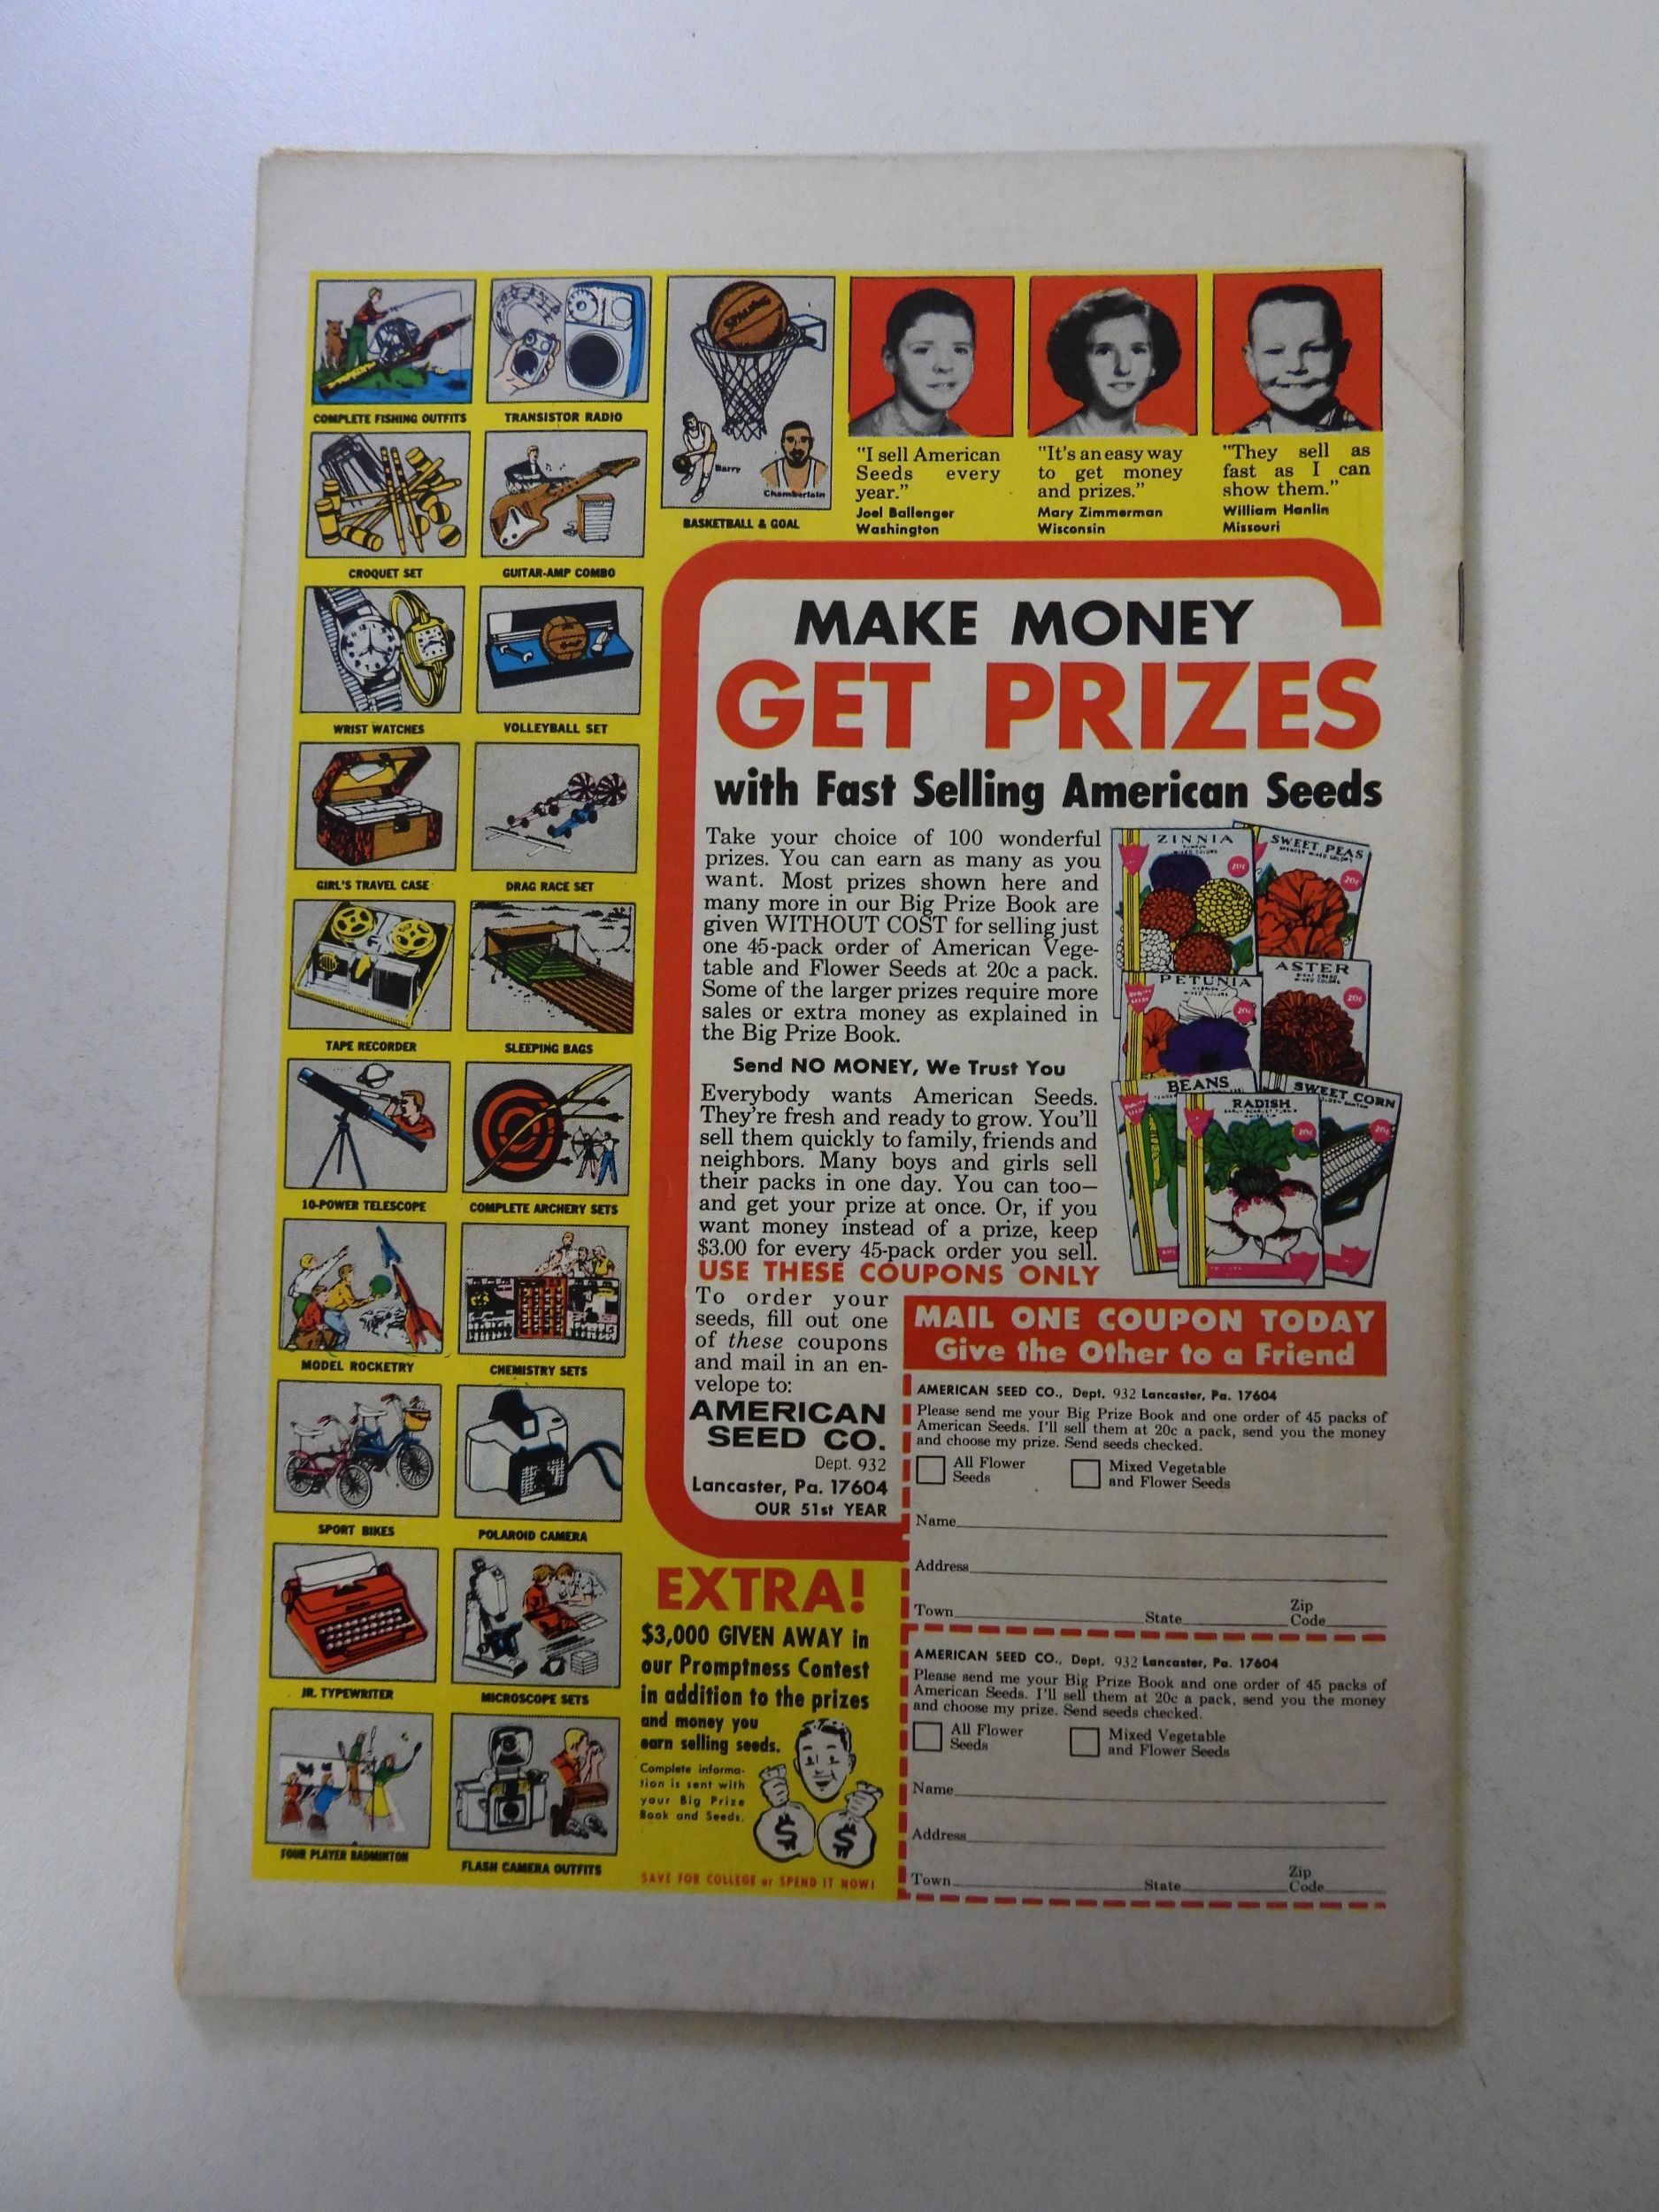 COMPLETE FISHING OUTFITS
TRANSISTOR RADIO
SPALDING
Barry
Chamberlain
BASKETBALL & GOAL
CROQUET SET
GUITAR-AMP COMBO
WRIST WATCHES
VOLLEYBALL SET
GIRL'S TRAVEL CASE
DRAG RACE SET
TAPE RECORDER
SLEEPING BAGS
10-POWER TELESCOPE
COMPLETE ARCHERY SETS
MODEL ROCKETRY
CHEMISTRY SETS
SPORT BIKES
POLAROID CAMERA
JR. TYPEWRITER
MICROSCOPE SETS
FOUR PLAYER BADMINTON
FLASH CAMERA OUTFITS
"I sell American
Seeds every
year."
Joel Ballenger
Washington
"It's an easy way
to get money
and prizes."
Mary Zimmerman
Wisconsin
"They sell as
fast as I can
show them."
William Hanlin
Missouri
MAKE MONEY
GET PRIZES
with Fast Selling American Seeds
Take your choice of 100 wonderful
prizes. You can earn as many as you
want. Most prizes shown here and
many more in our Big Prize Book are
given WITHOUT COST for selling just
one 45-pack order of American Vege-
table and Flower Seeds at 20c a pack.
Some of the larger prizes require more
sales or extra money as explained in
the Big Prize Book.
Send NO MONEY, We Trust You
Everybody wants American Seeds.
They're fresh and ready to grow. You'll
sell them quickly to family, friends and
neighbors. Many boys and girls sell
their packs in one day. You can too—
and get your prize at once. Or, if you
want money instead of a prize, keep
$3.00 for every 45-pack order you sell.
USE THESE COUPONS ONLY
To order your
seeds, fill out one
of these coupons
and mail in an en-
velope to:
AMERICAN
SEED CO.
Dept. 932
Lancaster, Pa. 17604
OUR 51st YEAR
ZINNIA
MIXED COLORS
20¢
SWEET PEAS
SPENCER MIXED COLORS
20¢
PETUNIA
MIXED COLORS
20¢
ASTER
MIXED COLORS
20¢
BEANS
RADISH
20¢
SWEET CORN
20¢
MAIL ONE COUPON TODAY
Give the Other to a Friend
AMERICAN SEED CO., Dept. 932 Lancaster, Pa. 17604
Please send me your Big Prize Book and one order of 45 packs of
American Seeds. I'll sell them at 20c a pack, send you the money
and choose my prize. Send seeds checked.
All Flower
Seeds
Mixed Vegetable
and Flower Seeds
Name
Address
Town State Zip
Code
AMERICAN SEED CO., Dept. 932 Lancaster, Pa. 17604
Please send me your Big Prize Book and one order of 45 packs of
American Seeds. I'll sell them at 20c a pack, send you the money
and choose my prize. Send seeds checked.
All Flower
Seeds
Mixed Vegetable
and Flower Seeds
Name
Address
Town State Zip
Code
EXTRA!
$3,000 GIVEN AWAY in
our Promptness Contest
in addition to the prizes
and money you
earn selling seeds.
Complete informa-
tion is sent with
your Big Prize
Book and Seeds.
$ $
SAVE FOR COLLEGE or SPEND IT NOW!